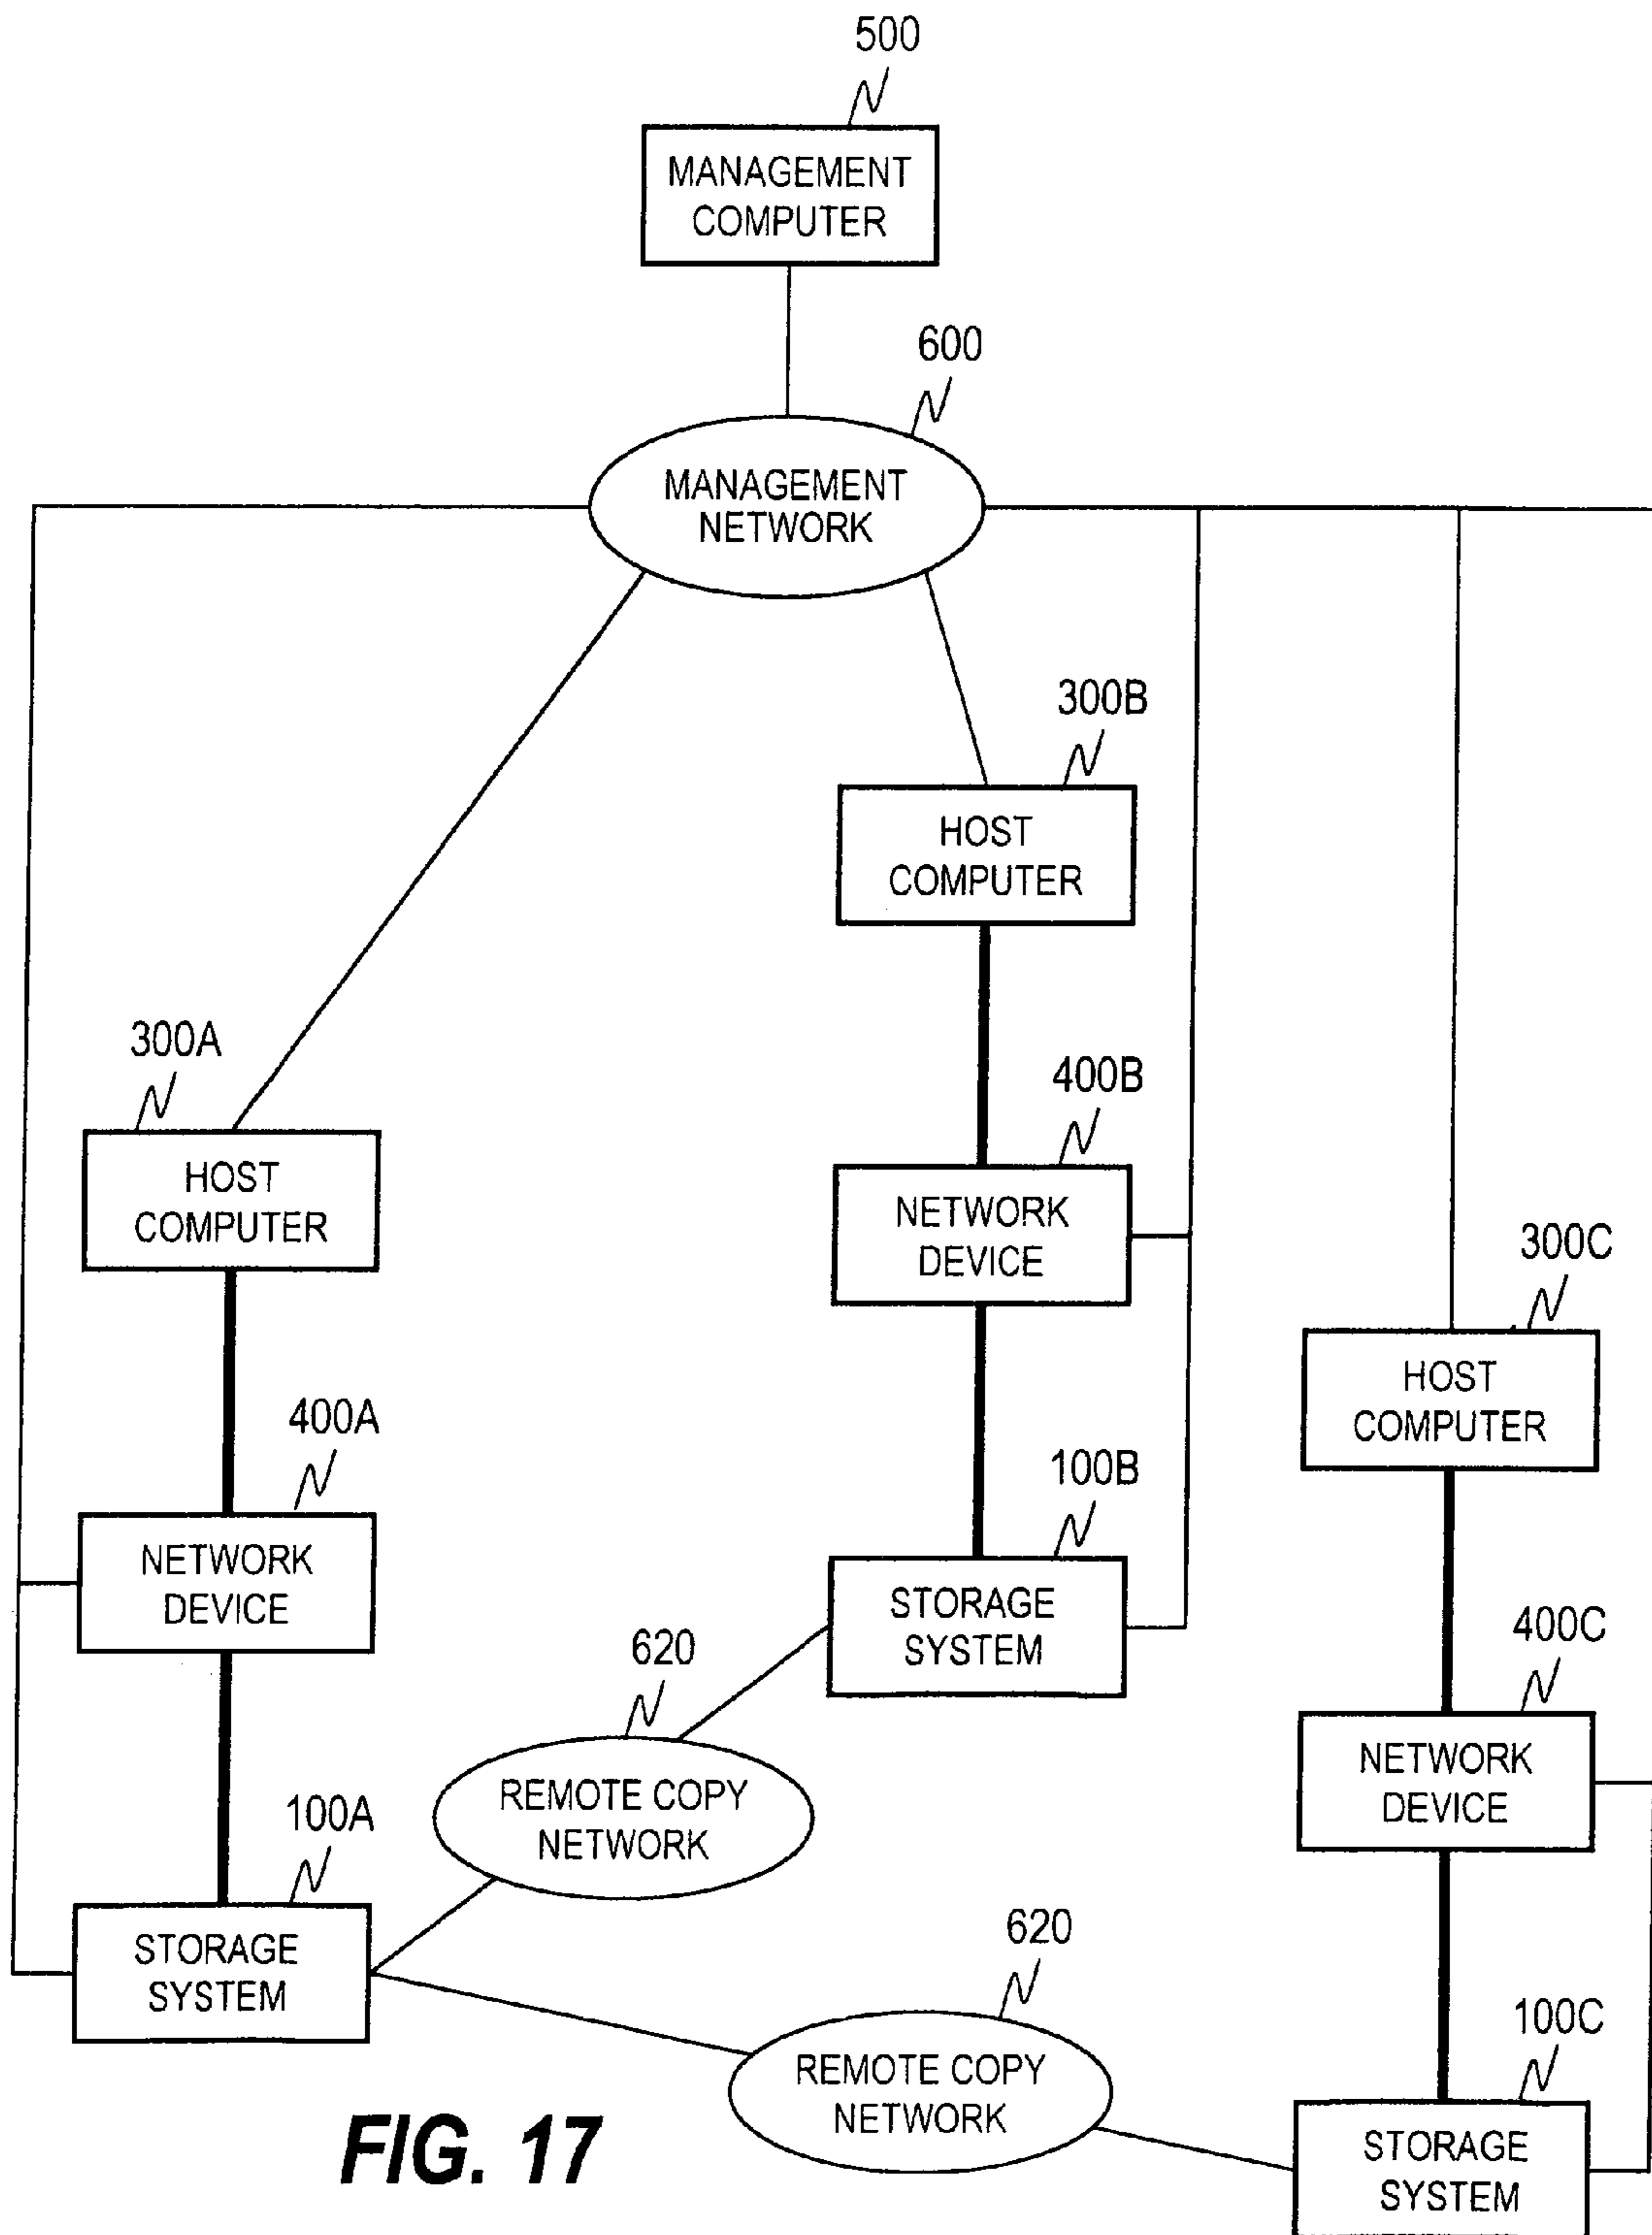 500
MANAGEMENT
COMPUTER
600
MANAGEMENT
NETWORK
300B
HOST
COMPUTER
300A
HOST
COMPUTER
400B
NETWORK
DEVICE
300C
HOST
COMPUTER
400A
NETWORK
DEVICE
100B
STORAGE
SYSTEM
400C
NETWORK
DEVICE
620
REMOTE COPY
NETWORK
100A
STORAGE
SYSTEM
620
REMOTE COPY
NETWORK
100C
STORAGE
SYSTEM
FIG. 17